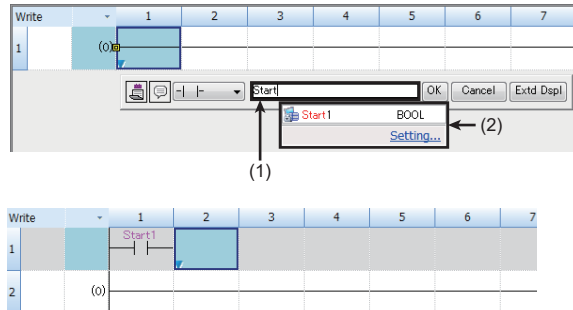 Write 1 2 3 4 5 6 7
1 (0)
-| |- Start OK Cancel Extd Dspl
Start1 BOOL
Setting...
(2)
(1)
Write 1 2 3 4 5 6 7
1 Start1
2 (0)